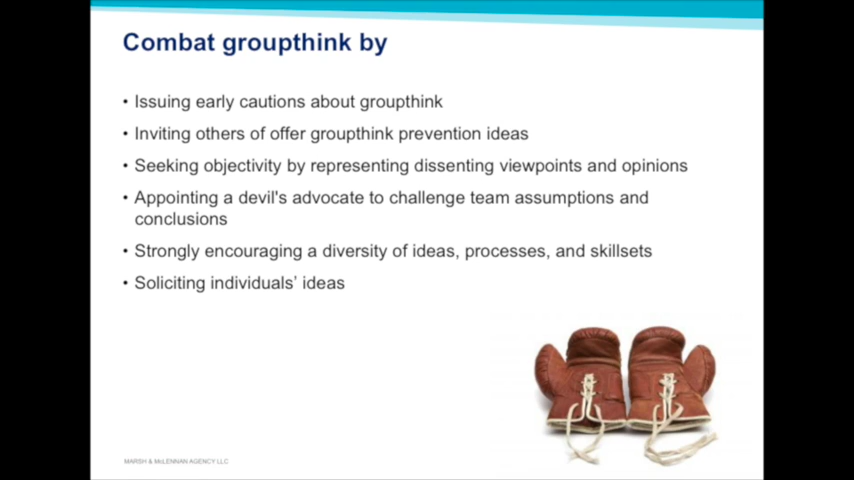 Combat groupthink by
• Issuing early cautions about groupthink
• Inviting others of offer groupthink prevention ideas
• Seeking objectivity by representing dissenting viewpoints and opinions
• Appointing a devil's advocate to challenge team assumptions and
conclusions
• Strongly encouraging a diversity of ideas, processes, and skillsets
• Soliciting individuals’ ideas
MARSH & McLENNAN AGENCY LLC